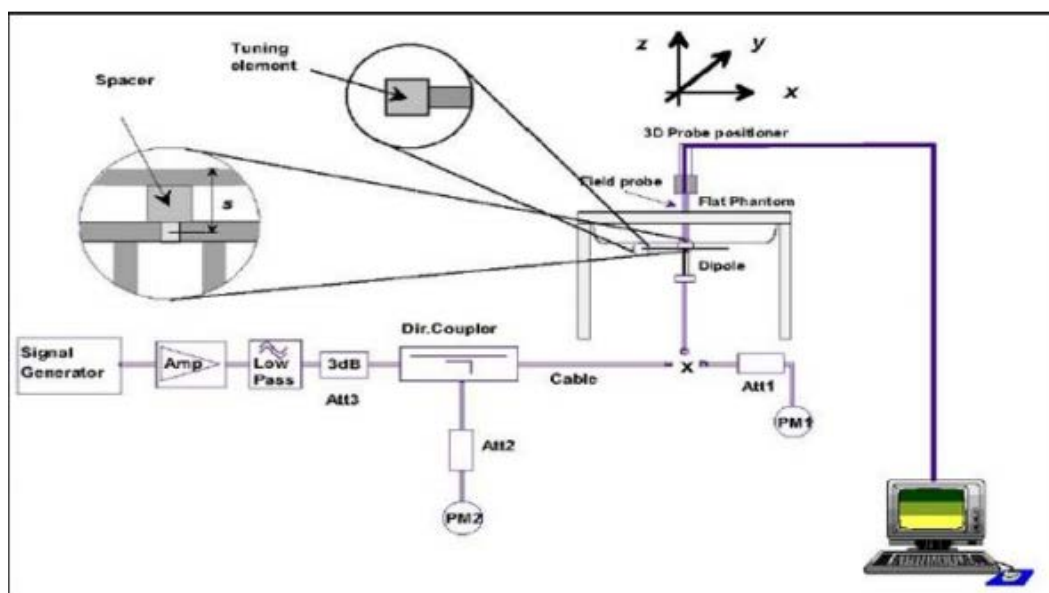 Tuning
element
Spacer
s
z
y
x
3D Probe positioner
Field probe
Flat Phantom
Dipole
Signal
Generator
Amp
Low
Pass
3dB
Att3
Dir.Coupler
Cable
x
Att1
PM1
Att2
PM2